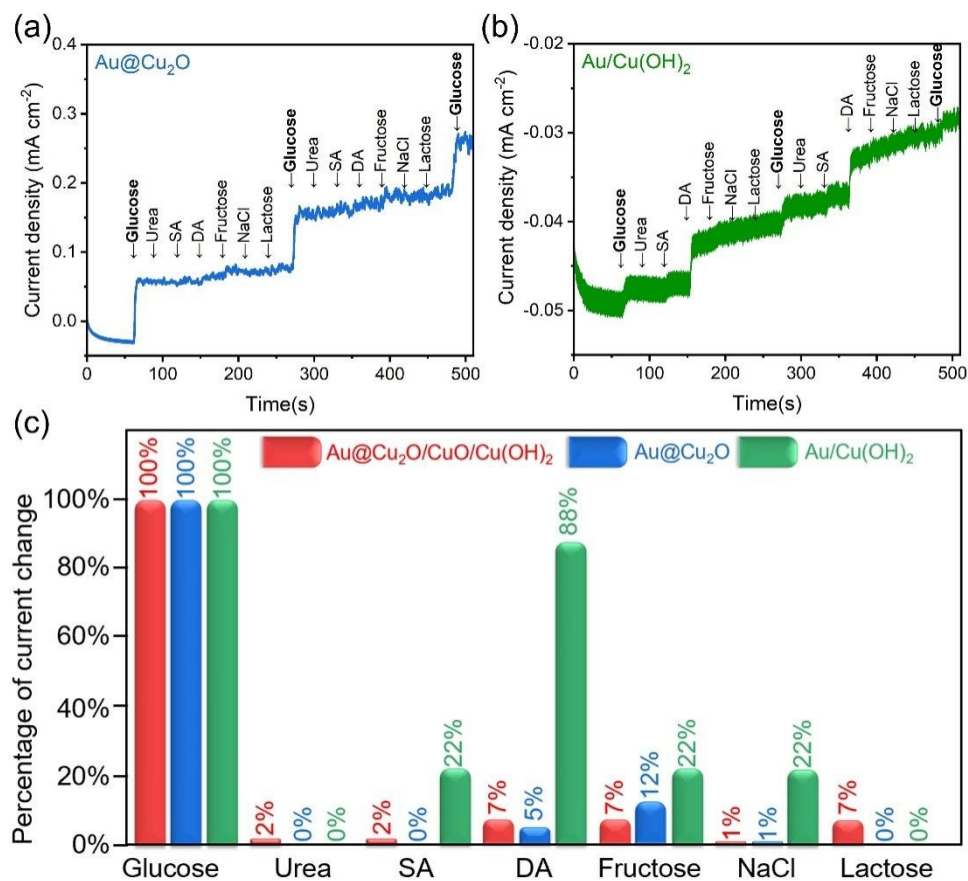 (a)
Au@Cu₂O
Current density (mA cm⁻²)
0.4
0.3
0.2
0.1
0.0
Glucose
Urea
SA
DA
Fructose
NaCl
Lactose
Glucose
Urea
SA
DA
Fructose
NaCl
Lactose
Glucose
0 100 200 300 400 500
Time(s)
(b)
Au/Cu(OH)₂
Current density (mA cm⁻²)
-0.02
-0.03
-0.04
-0.05
Glucose
Urea
SA
DA
Fructose
NaCl
Lactose
Glucose
Urea
SA
DA
Fructose
NaCl
Lactose
Glucose
0 100 200 300 400 500
Time(s)
(c)
Au@Cu₂O/CuO/Cu(OH)₂ Au@Cu₂O Au/Cu(OH)₂
Percentage of current change
100%
80%
60%
40%
20%
0%
100% 100% 100%
2% 0% 0%
2% 0% 22%
7% 5% 88%
7% 12% 22%
1% 1% 22%
7% 0% 0%
Glucose Urea SA DA Fructose NaCl Lactose